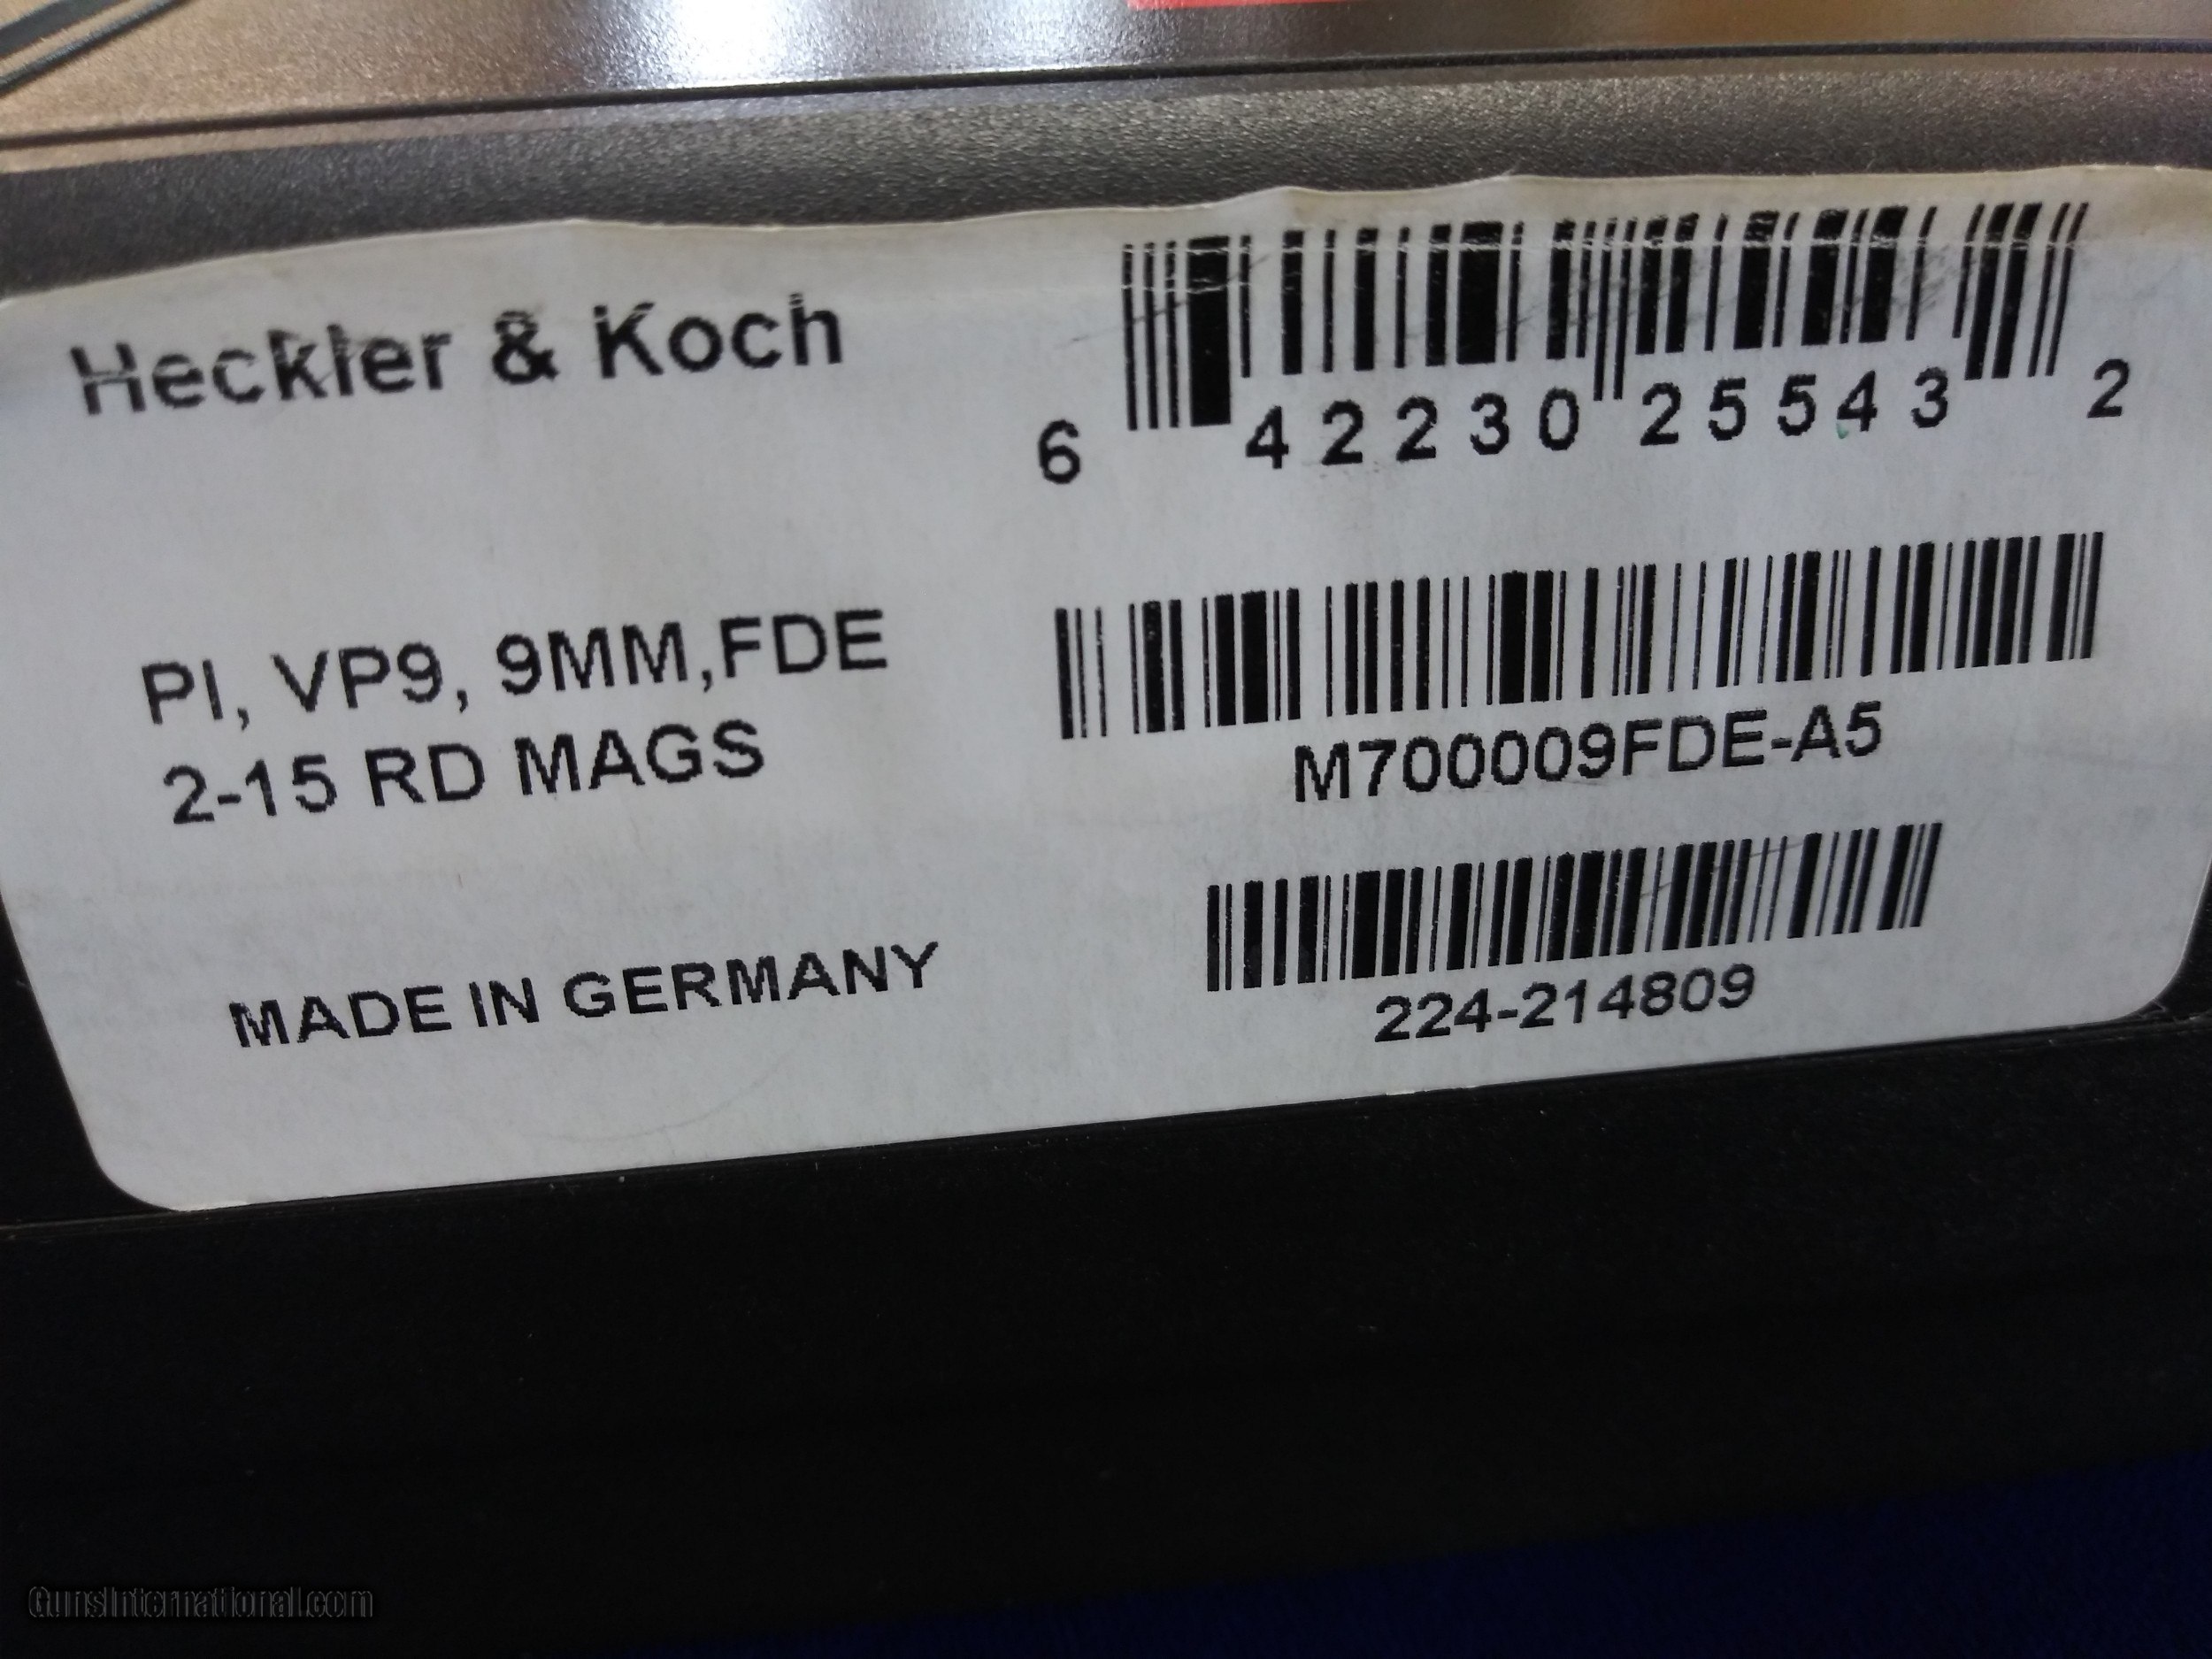 Heckler & Koch
6 42230 25543 2
PI, VP9, 9MM,FDE
2-15 RD MAGS
M700009FDE-A5
MADE IN GERMANY
224-214809
GunsInternational.com